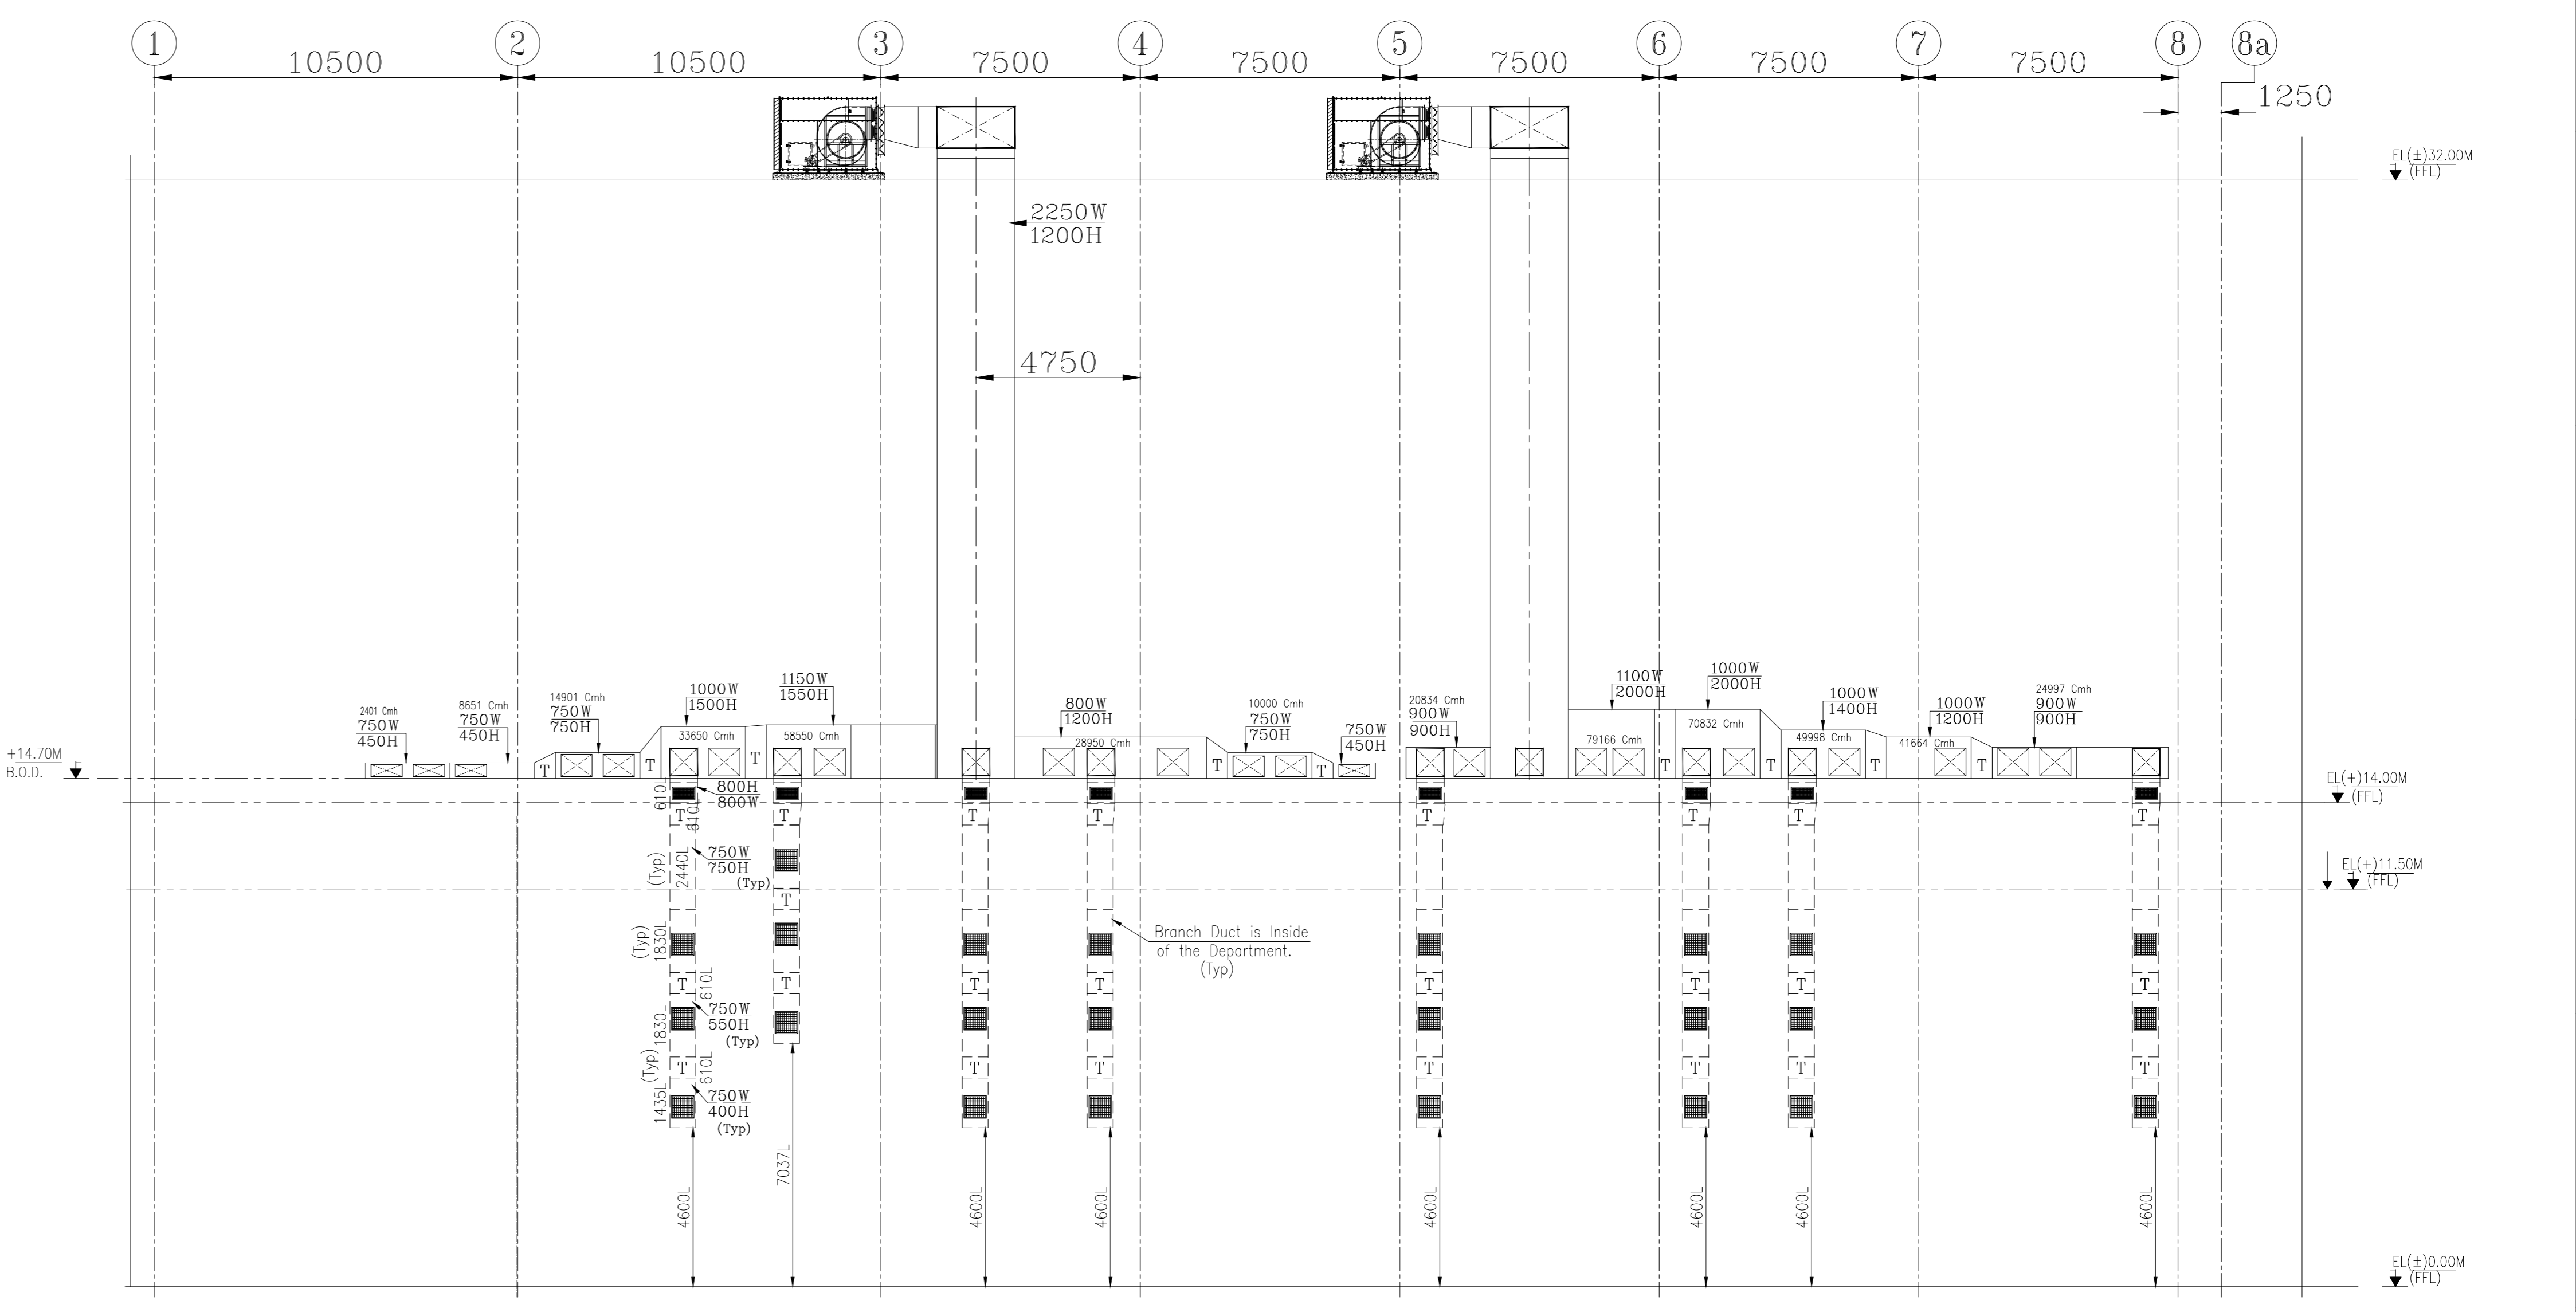 1 2 3 4 5 6 7 8 8a
10500 10500 7500 7500 7500 7500 7500
1250
EL(±)32.00M
(FFL)
2250W
1200H
4750
2401 Cmh
750W
450H
8651 Cmh
750W
450H
14901 Cmh
750W
750H
1000W
1500H
33650 Cmh
1150W
1550H
58550 Cmh
800W
1200H
28950 Cmh
10000 Cmh
750W
750H
750W
450H
20834 Cmh
900W
900H
1100W
2000H
79166 Cmh
1000W
2000H
70832 Cmh
1000W
1400H
49998 Cmh
1000W
1200H
41664 Cmh
24997 Cmh
900W
900H
T T T T T T T T T
+14.70M
B.O.D.
EL(+)14.00M
(FFL)
610L
800H
800W
610L
T T T T T T T T
2440L
(Typ)
750W
750H
(Typ)
EL(+)11.50M
(FFL)
T
Branch Duct is Inside
of the Department.
(Typ)
1830L
(Typ)
T T T T T T T T
610L
750W
550H
(Typ)
1830L
(Typ)
T T T T T T T
610L
750W
400H
(Typ)
1435L
7037L
4600L 4600L 4600L 4600L 4600L 4600L 4600L
EL(±)0.00M
(FFL)